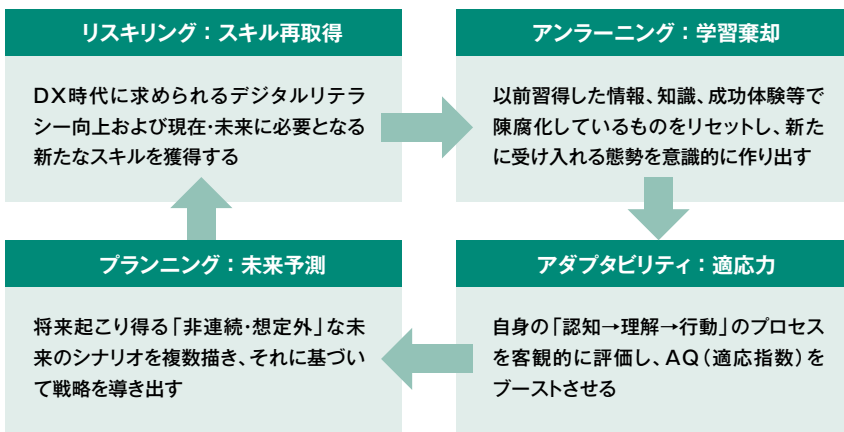 リスキリング：スキル再取得
DX時代に求められるデジタルリテラ
シー向上および現在・未来に必要となる
新たなスキルを獲得する
アンラーニング：学習棄却
以前習得した情報、知識、成功体験等で
陳腐化しているものをリセットし、新た
に受け入れる態勢を意識的に作り出す
アダプタビリティ：適応力
自身の「認知→理解→行動」のプロセス
を客観的に評価し、AQ（適応指数）を
ブーストさせる
プランニング：未来予測
将来起こり得る「非連続・想定外」な未
来のシナリオを複数描き、それに基づい
て戦略を導き出す